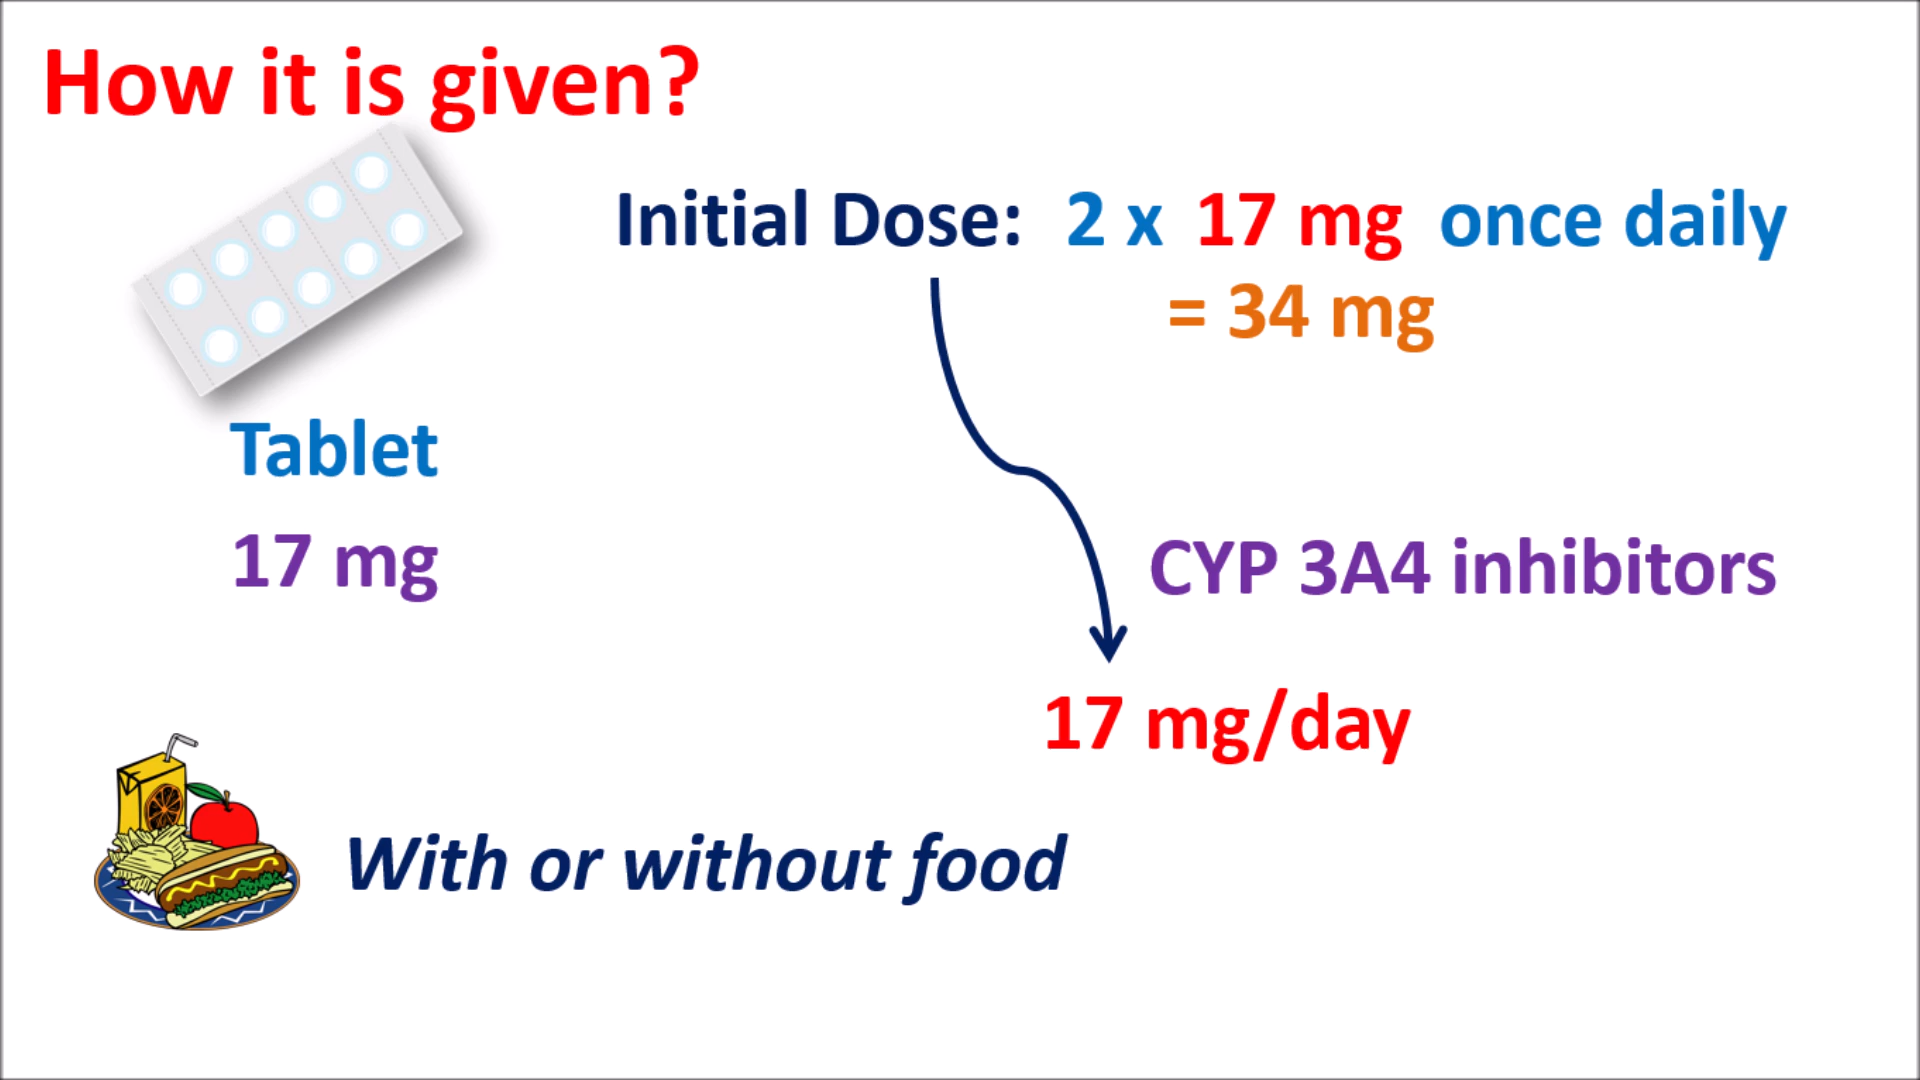 How it is given?
Initial Dose: 2 x 17 mg once daily
= 34 mg
Tablet
17 mg
CYP 3A4 inhibitors
17 mg/day
With or without food